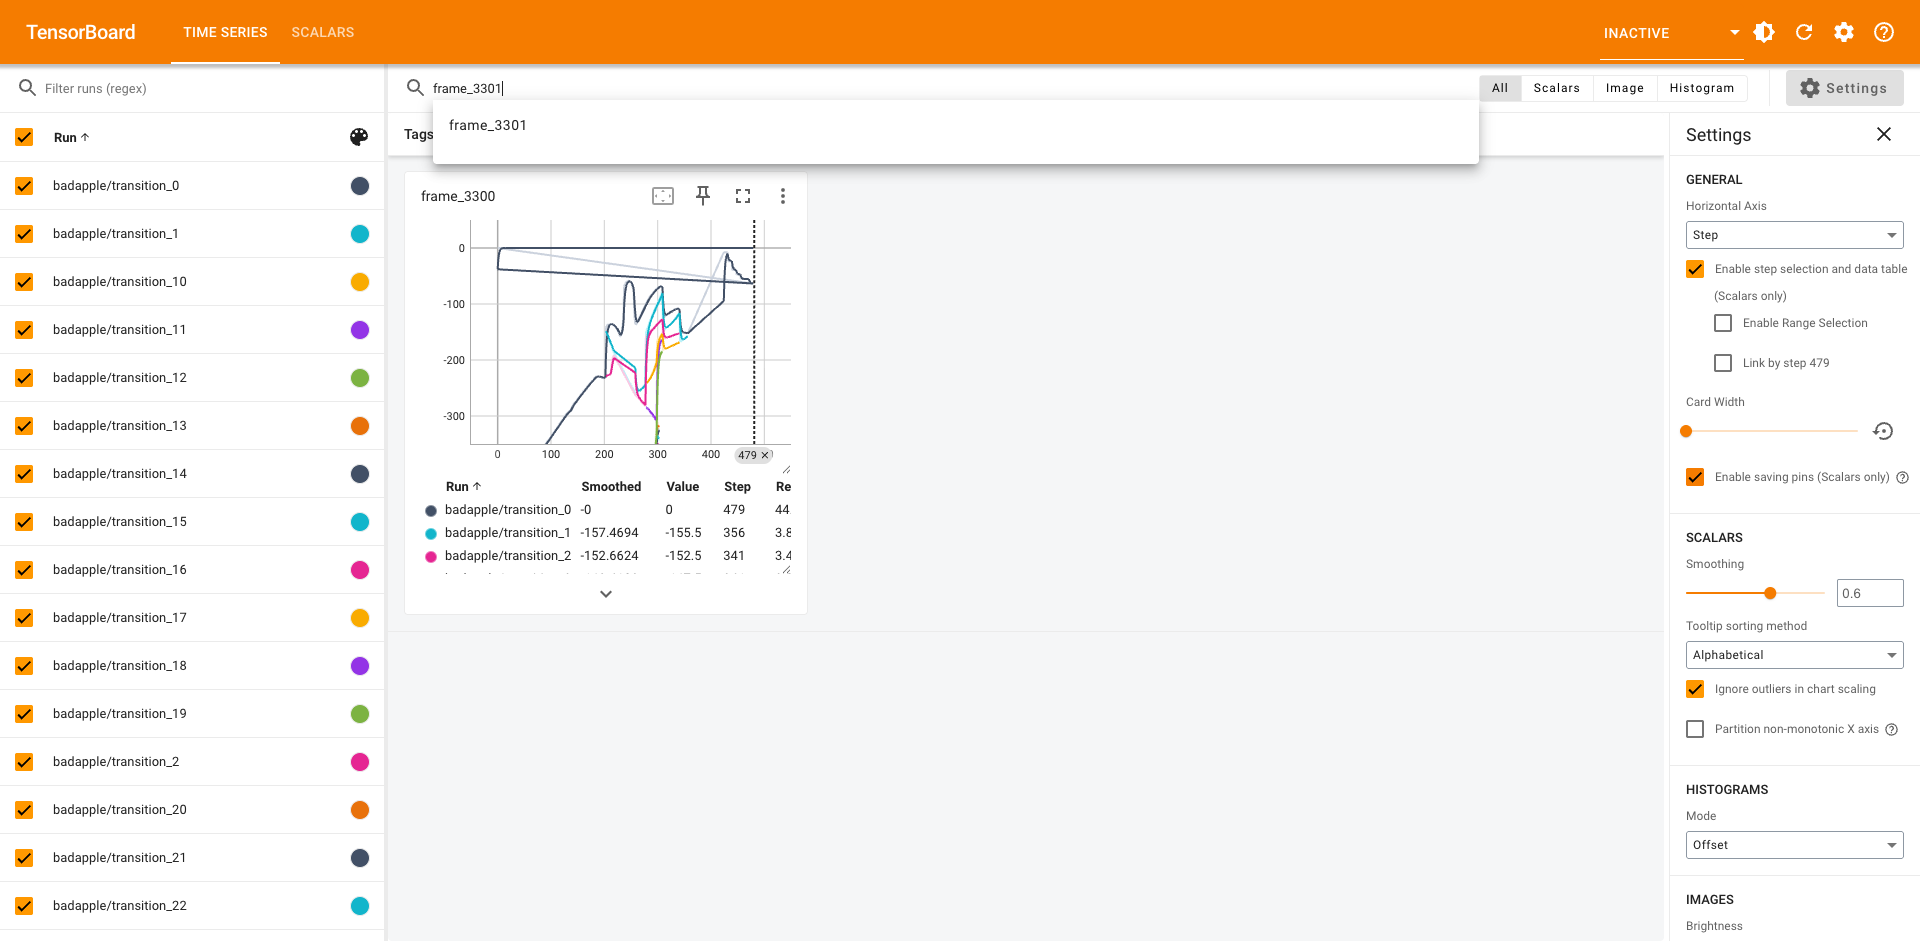 TensorBoard
TIME SERIES
SCALARS
INACTIVE
Filter runs (regex)
Run
badapple/transition_0
badapple/transition_1
badapple/transition_10
badapple/transition_11
badapple/transition_12
badapple/transition_13
badapple/transition_14
badapple/transition_15
badapple/transition_16
badapple/transition_17
badapple/transition_18
badapple/transition_19
badapple/transition_2
badapple/transition_20
badapple/transition_21
badapple/transition_22
frame_3301
All Scalars Image Histogram
Settings
frame_3301
Tags
frame_3300
0
-100
-200
-300
0 100 200 300 400 479 ×
Run Smoothed Value Step Re
badapple/transition_0 -0 0 479 44.
badapple/transition_1 -157.4694 -155.5 356 3.8
badapple/transition_2 -152.6624 -152.5 341 3.4
Settings
GENERAL
Horizontal Axis
Step
Enable step selection and data table
(Scalars only)
Enable Range Selection
Link by step 479
Card Width
Enable saving pins (Scalars only)
SCALARS
Smoothing
0.6
Tooltip sorting method
Alphabetical
Ignore outliers in chart scaling
Partition non-monotonic X axis
HISTOGRAMS
Mode
Offset
IMAGES
Brightness